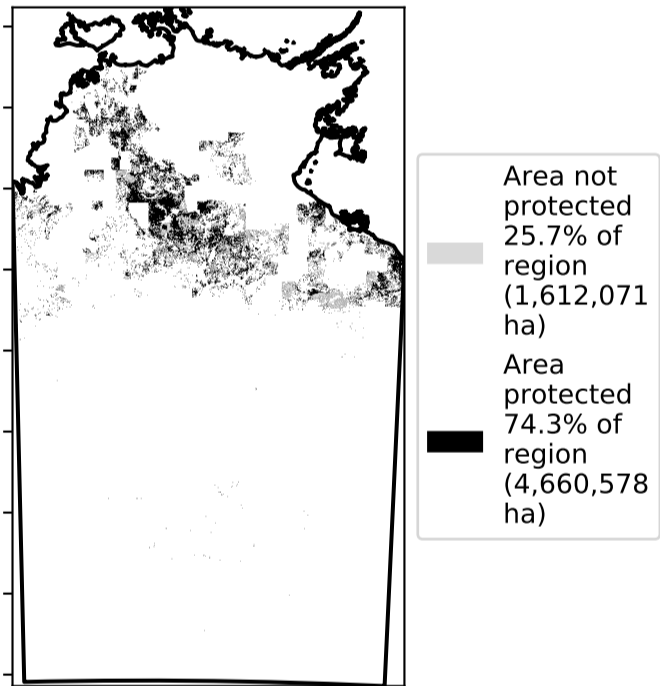 Area not
protected
25.7% of
region
(1,612,071
ha)
Area
protected
74.3% of
region
(4,660,578
ha)